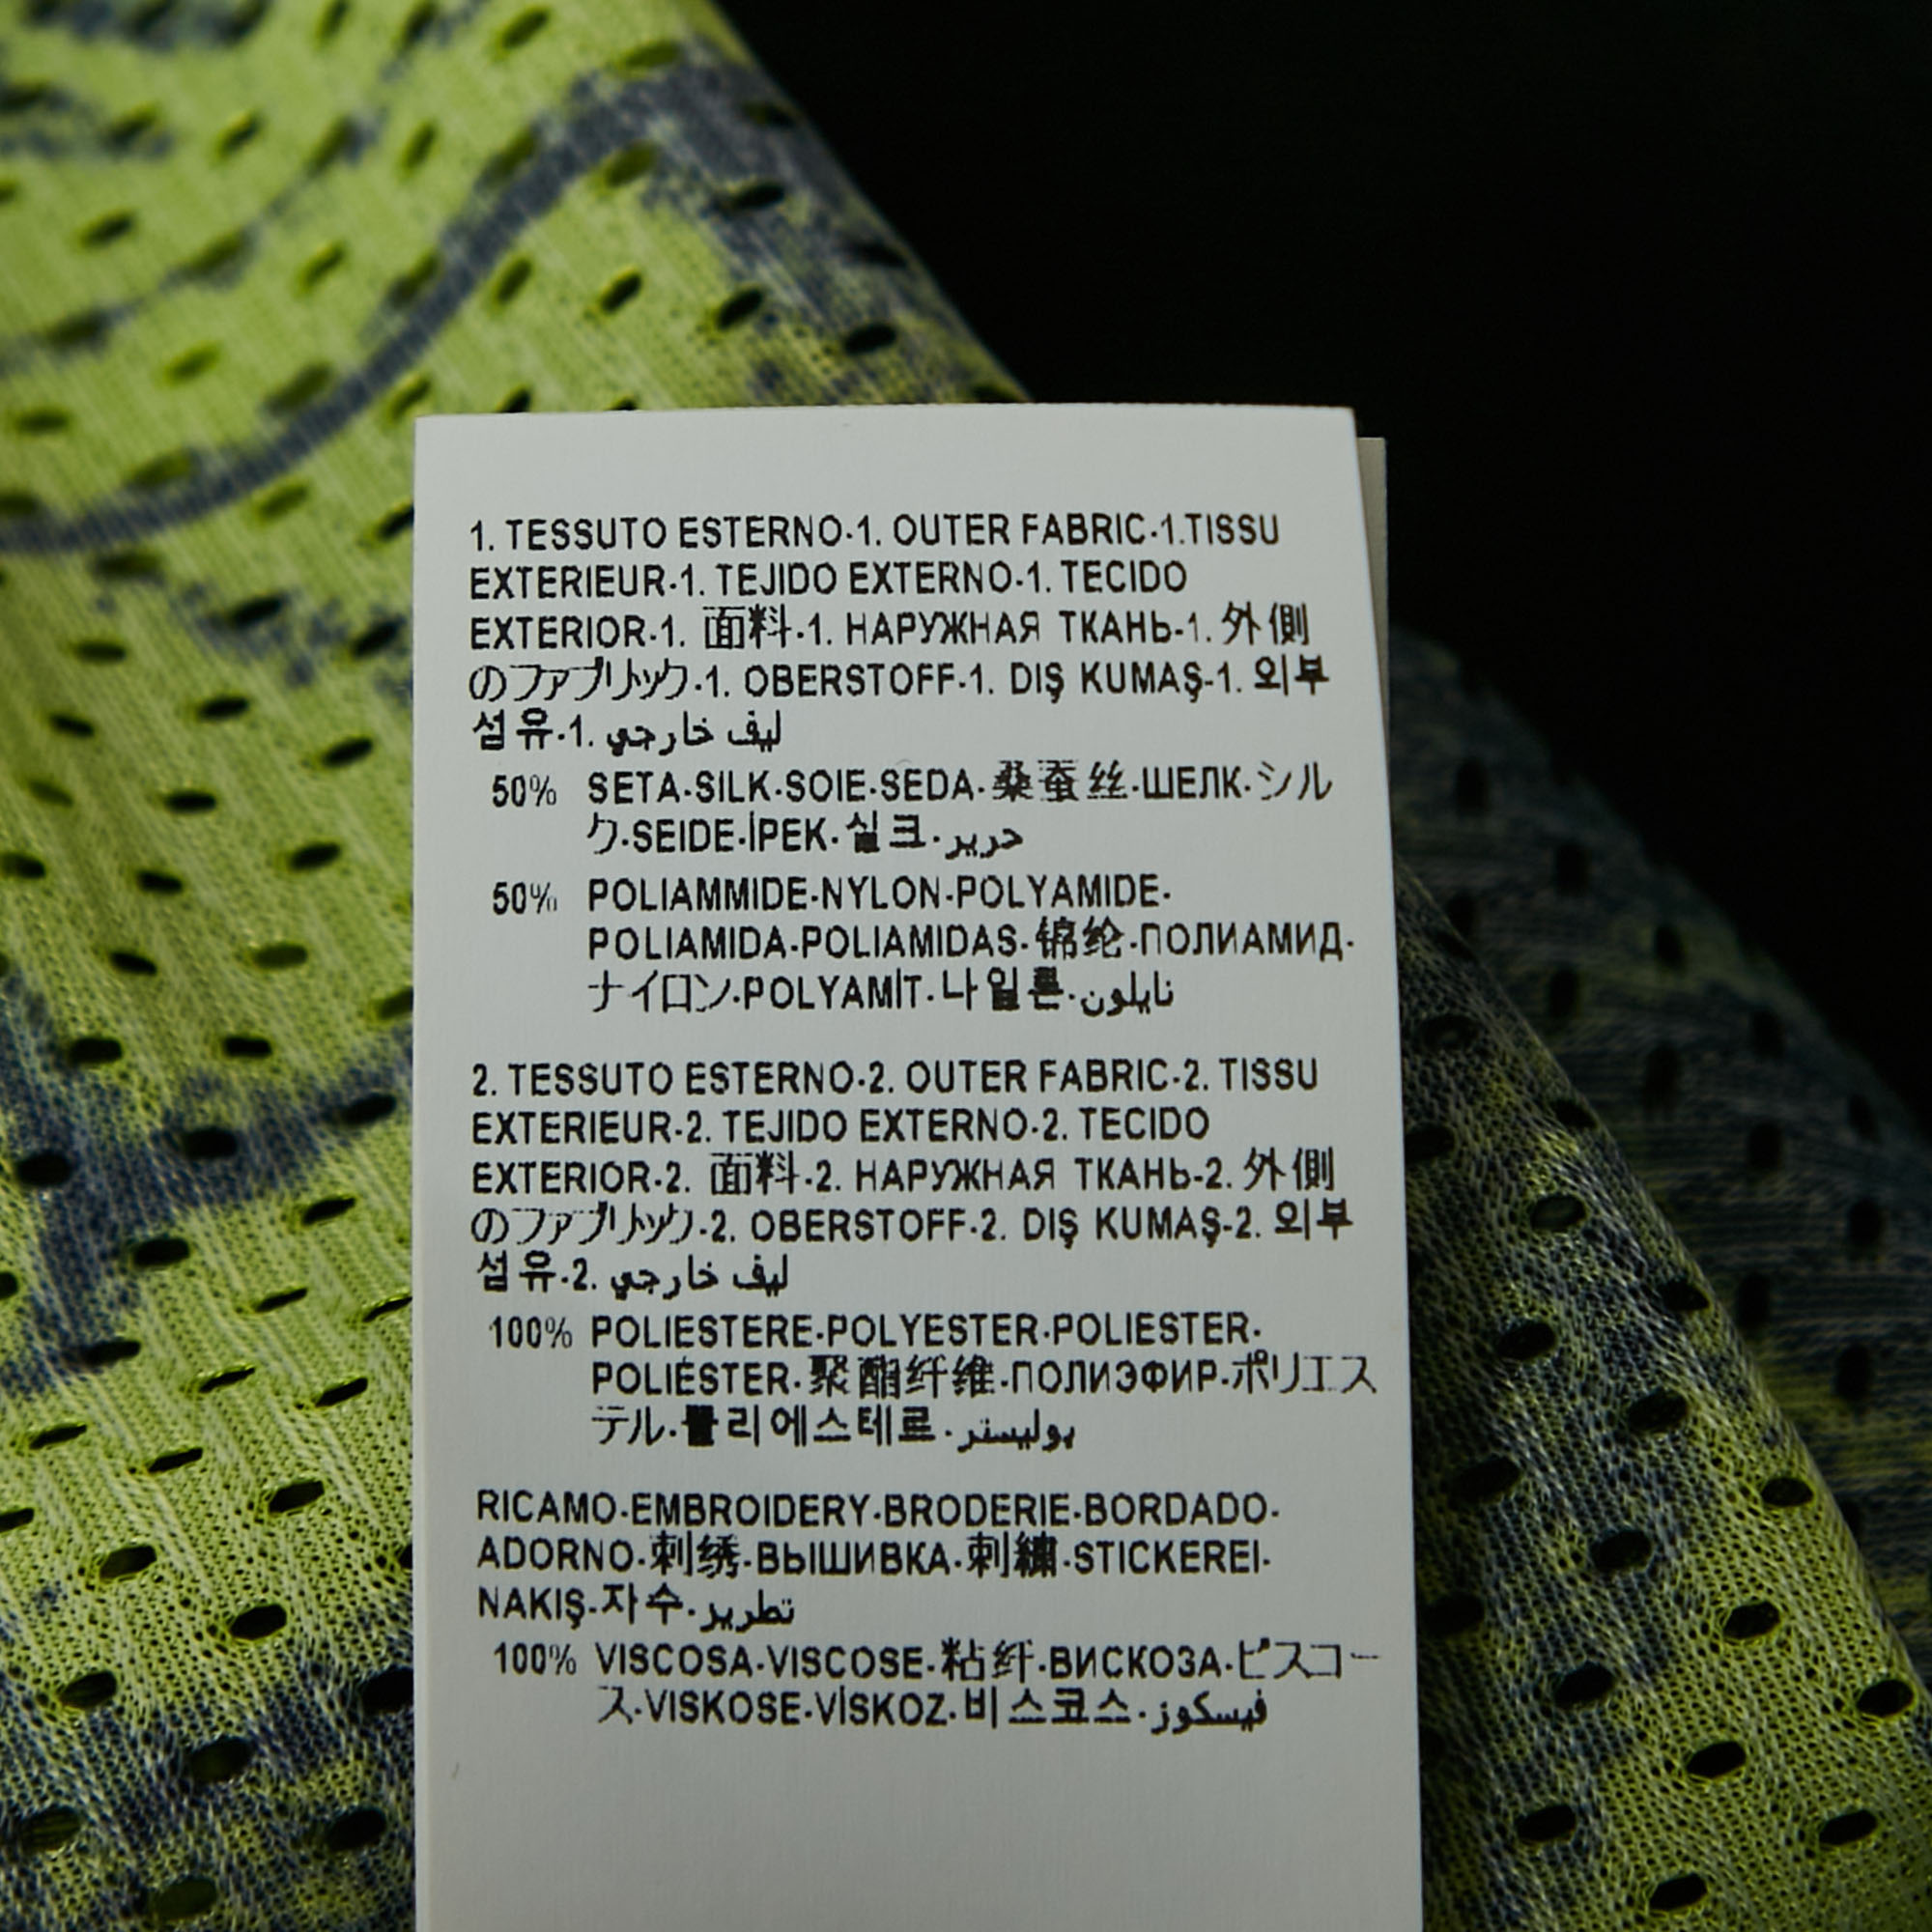 1. TESSUTO ESTERNO-1. OUTER FABRIC-1.TISSU
EXTERIEUR-1. TEJIDO EXTERNO-1. TECIDO
EXTERIOR-1. 面料-1. НАРУЖНАЯ ТКАНЬ-1. 外側
のファブリック-1. OBERSTOFF-1. DIŞ KUMAŞ-1. 외부
섬유-1. ليف خارجي
50% SETA-SILK-SOIE-SEDA-桑蚕丝-ШЕЛК-シル
ク-SEIDE-İPEK-실크-حرير
50% POLIAMMIDE-NYLON-POLYAMIDE-
POLIAMIDA-POLIAMIDAS-锦纶-ПОЛИАМИД-
ナイロン-POLYAMİT-나일론-نايلون
2. TESSUTO ESTERNO-2. OUTER FABRIC-2. TISSU
EXTERIEUR-2. TEJIDO EXTERNO-2. TECIDO
EXTERIOR-2. 面料-2. НАРУЖНАЯ ТКАНЬ-2. 外側
のファブリック-2. OBERSTOFF-2. DIŞ KUMAŞ-2. 외부
섬유-2. ليف خارجي
100% POLIESTERE-POLYESTER-POLIESTER-
POLIÉSTER-聚酯纤维-ПОЛИЭФИР-ポリエス
テル-폴리에스테르-بوليستر
RICAMO-EMBROIDERY-BRODERIE-BORDADO-
ADORNO-刺绣-ВЫШИВКА-刺繍-STICKEREI-
NAKIŞ-자수-تطريز
100% VISCOSA-VISCOSE-粘纤-ВИСКОЗА-ビスコー
ス-VISKOSE-VİSKOZ-비스코스-فيسكوز